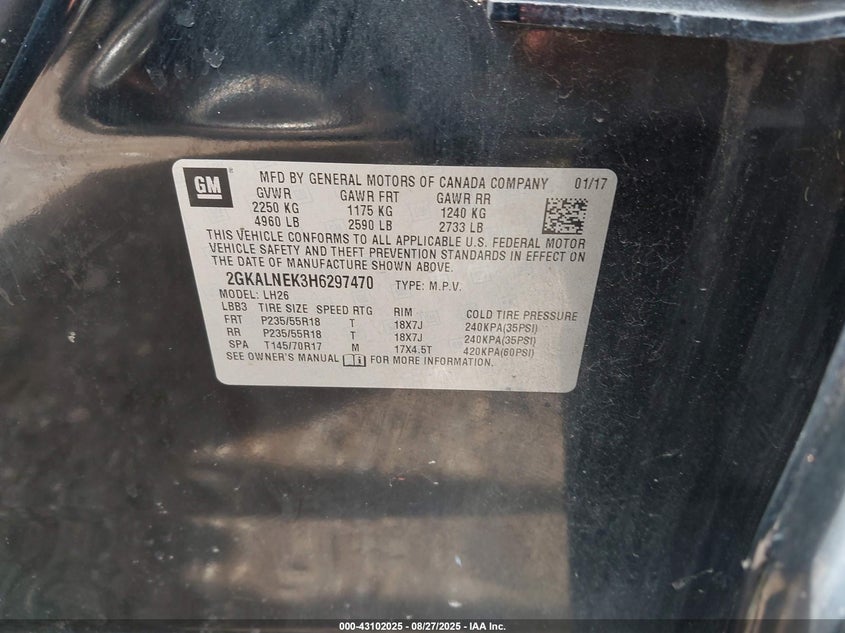 GM
MFD BY GENERAL MOTORS OF CANADA COMPANY 01/17
GVWR GAWR FRT GAWR RR
2250 KG 1175 KG 1240 KG
4960 LB 2590 LB 2733 LB
THIS VEHICLE CONFORMS TO ALL APPLICABLE U.S. FEDERAL MOTOR
VEHICLE SAFETY AND THEFT PREVENTION STANDARDS IN EFFECT ON
THE DATE OF MANUFACTURE SHOWN ABOVE.
2GKALNEK3H6297470 TYPE: M.P.V.
MODEL: LH26
LBB3 TIRE SIZE SPEED RTG RIM COLD TIRE PRESSURE
FRT P235/55R18 T 18X7J 240KPA(35PSI)
RR P235/55R18 T 18X7J 240KPA(35PSI)
SPA T145/70R17 M 17X4.5T 420KPA(60PSI)
SEE OWNER'S MANUAL i FOR MORE INFORMATION.
000-43102025 - 08/27/2025 - IAA Inc.